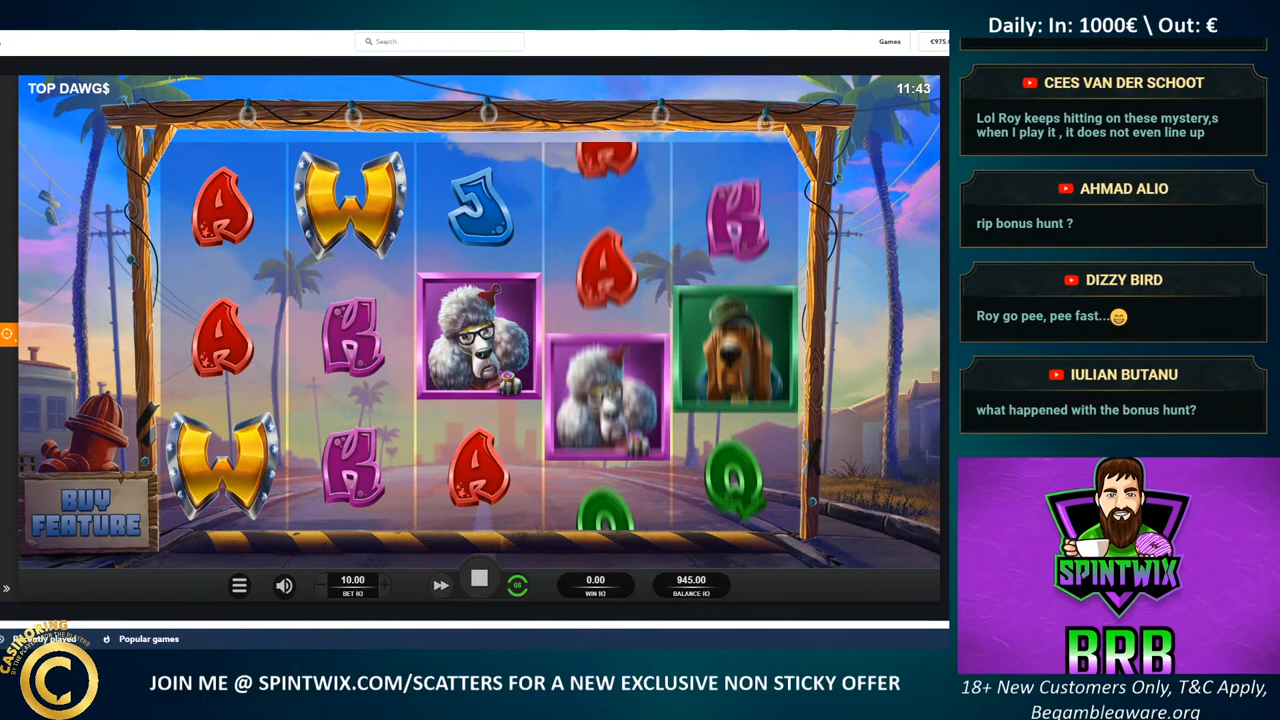 Daily: In: 1000€ \ Out: €
Search
Games
€975.
TOP DAWG$
11:43
CEES VAN DER SCHOOT
Lol Roy keeps hitting on these mystery,s
when I play it , it does not even line up
AHMAD ALIO
rip bonus hunt ?
DIZZY BIRD
Roy go pee, pee fast...
IULIAN BUTANU
what happened with the bonus hunt?
A
W
J
A
A
K
A
K
W
K
A
Q
Q
BUY
FEATURE
10.00
BET (€)
66
0.00
WIN (€)
945.00
BALANCE (€)
Popular games
CASINORING
C
JOIN ME @ SPINTWIX.COM/SCATTERS FOR A NEW EXCLUSIVE NON STICKY OFFER
SPINTWIX
BRB
18+ New Customers Only, T&C Apply,
Begambleaware.org